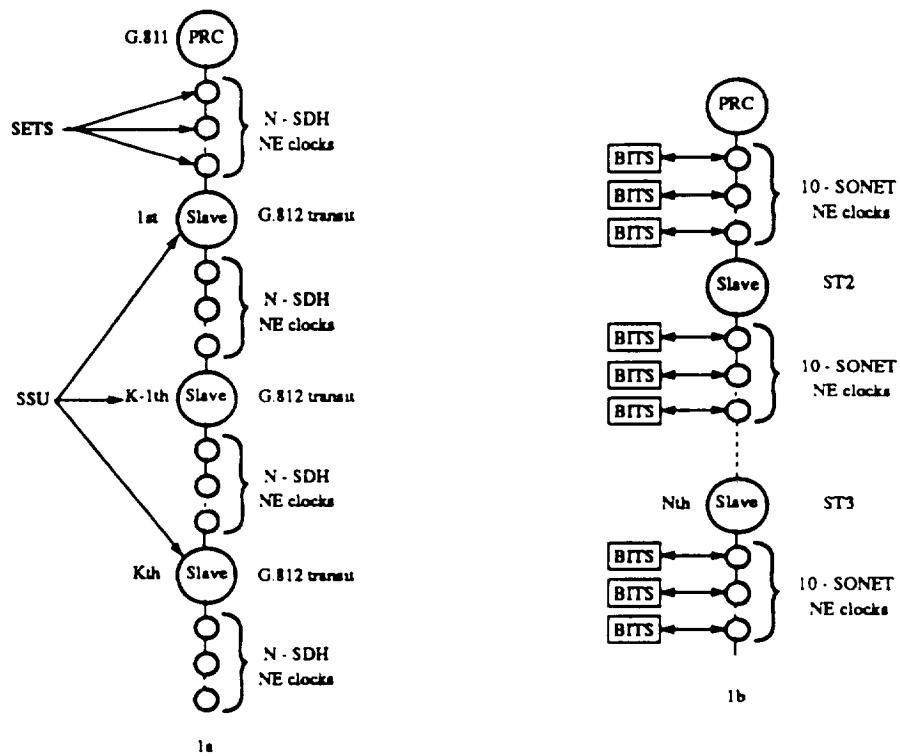 G.811 PRC
SETS
N - SDH
NE clocks
1st Slave G.812 transit
N - SDH
NE clocks
SSU
K-1th Slave G.812 transit
N - SDH
NE clocks
Kth Slave G.812 transit
N - SDH
NE clocks
1a
PRC
BITS
BITS
BITS
10 - SONET
NE clocks
Slave ST2
BITS
BITS
BITS
10 - SONET
NE clocks
Nth Slave ST3
BITS
BITS
BITS
10 - SONET
NE clocks
1b